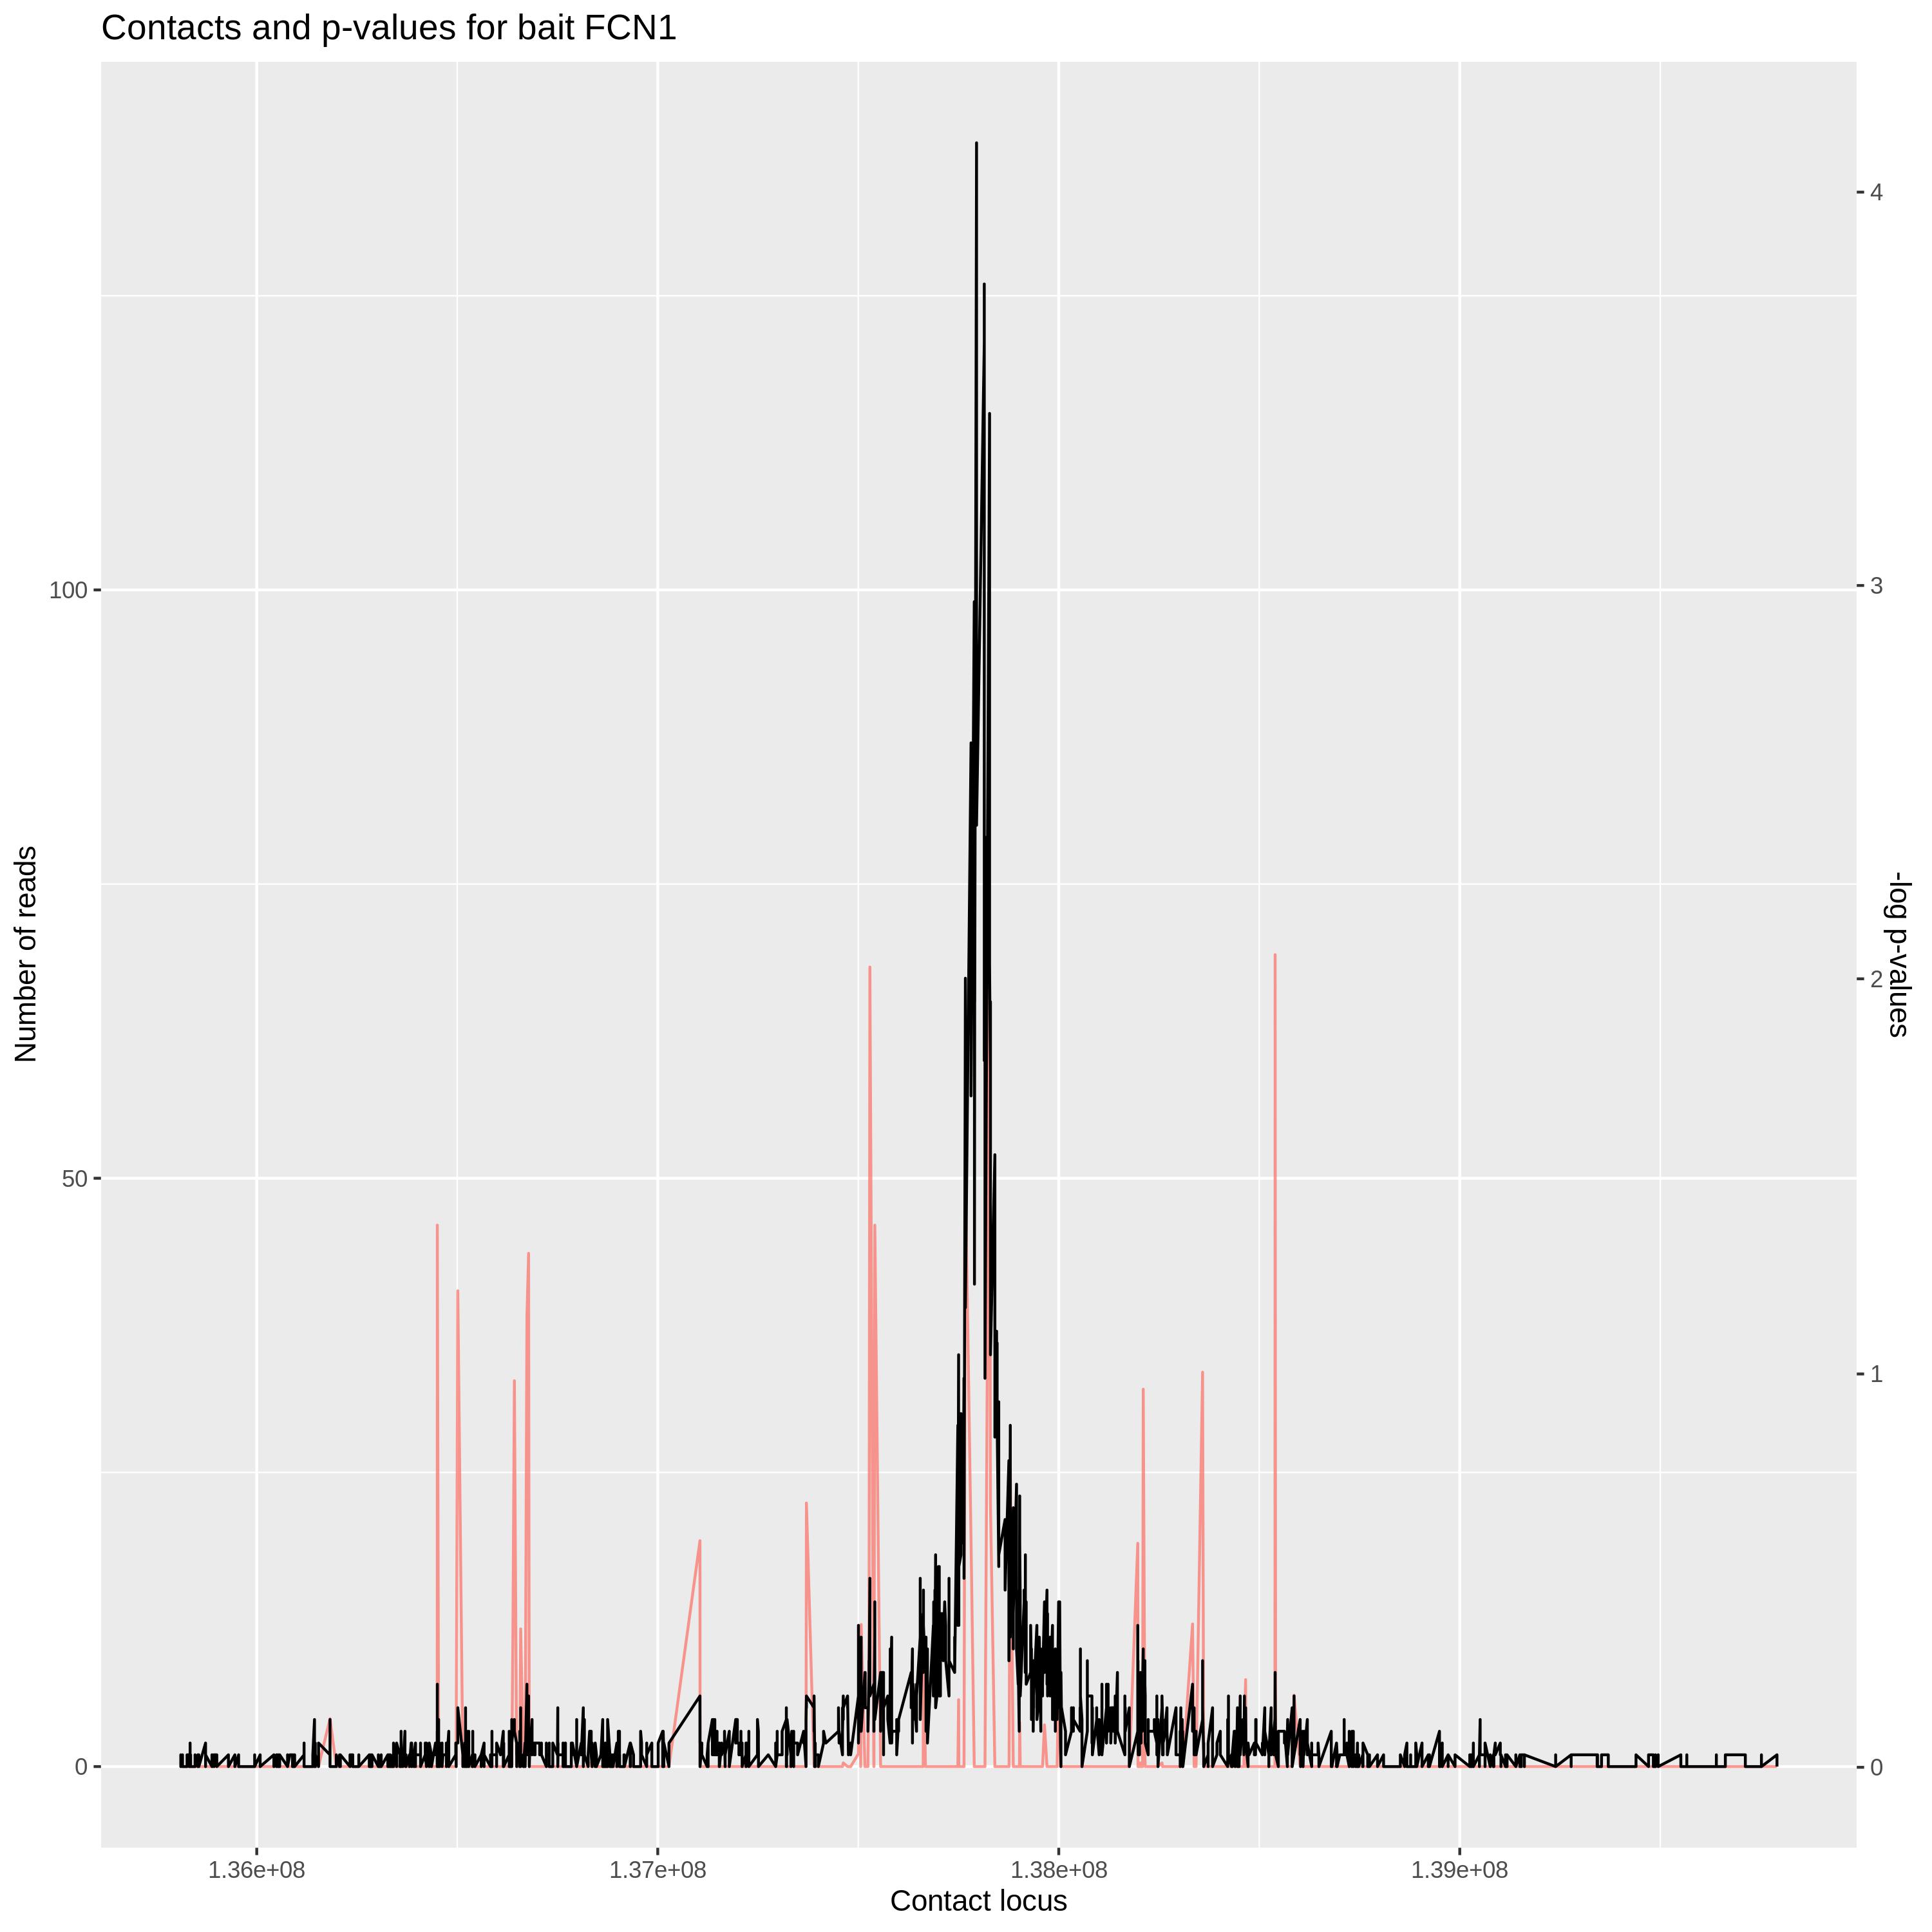 Contacts and p-values for bait FCN1
4
100
3
Number of reads
-log p-values
2
50
1
0
0
1.36e+08
1.37e+08
1.38e+08
1.39e+08
Contact locus